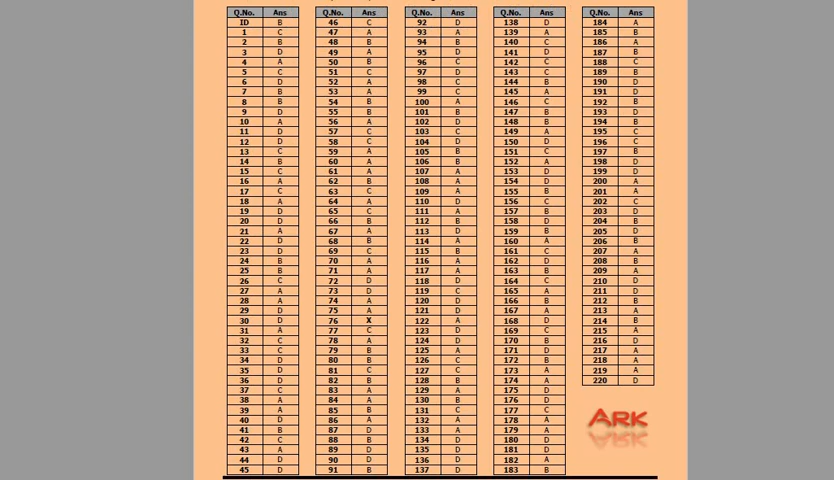 Q.No. Ans Q.No. Ans Q.No. Ans Q.No. Ans Q.No. Ans
ID B 46 C 92 D 138 D 184 A
1 C 47 A 93 A 139 A 185 B
2 B 48 B 94 B 140 C 186 A
3 D 49 A 95 D 141 D 187 B
4 A 50 B 96 C 142 C 188 C
5 C 51 C 97 D 143 C 189 B
6 D 52 A 98 C 144 B 190 D
7 B 53 A 99 C 145 A 191 D
8 B 54 B 100 A 146 C 192 B
9 D 55 B 101 B 147 B 193 D
10 A 56 A 102 D 148 B 194 B
11 D 57 C 103 C 149 A 195 C
12 D 58 C 104 D 150 D 196 C
13 C 59 A 105 B 151 C 197 B
14 B 60 A 106 B 152 A 198 D
15 C 61 A 107 A 153 D 199 D
16 A 62 B 108 A 154 D 200 A
17 C 63 C 109 A 155 B 201 A
18 A 64 A 110 D 156 C 202 C
19 D 65 C 111 A 157 B 203 D
20 D 66 B 112 B 158 D 204 B
21 A 67 A 113 D 159 B 205 D
22 D 68 B 114 A 160 A 206 B
23 D 69 C 115 B 161 C 207 A
24 B 70 A 116 A 162 D 208 B
25 B 71 A 117 A 163 B 209 A
26 C 72 D 118 D 164 C 210 D
27 A 73 D 119 C 165 A 211 D
28 A 74 A 120 D 166 B 212 B
29 D 75 A 121 D 167 A 213 A
30 D 76 X 122 A 168 D 214 B
31 A 77 C 123 D 169 C 215 A
32 C 78 A 124 D 170 B 216 D
33 C 79 B 125 A 171 D 217 A
34 D 80 B 126 C 172 B 218 A
35 D 81 C 127 C 173 A 219 A
36 D 82 B 128 B 174 A 220 D
37 C 83 A 129 A 175 D
38 A 84 A 130 B 176 D
39 A 85 B 131 C 177 C
40 D 86 A 132 A 178 A
41 B 87 D 133 A 179 A
42 C 88 B 134 D 180 D
43 A 89 D 135 D 181 D
44 D 90 D 136 D 182 A
45 D 91 B 137 D 183 B
ARK